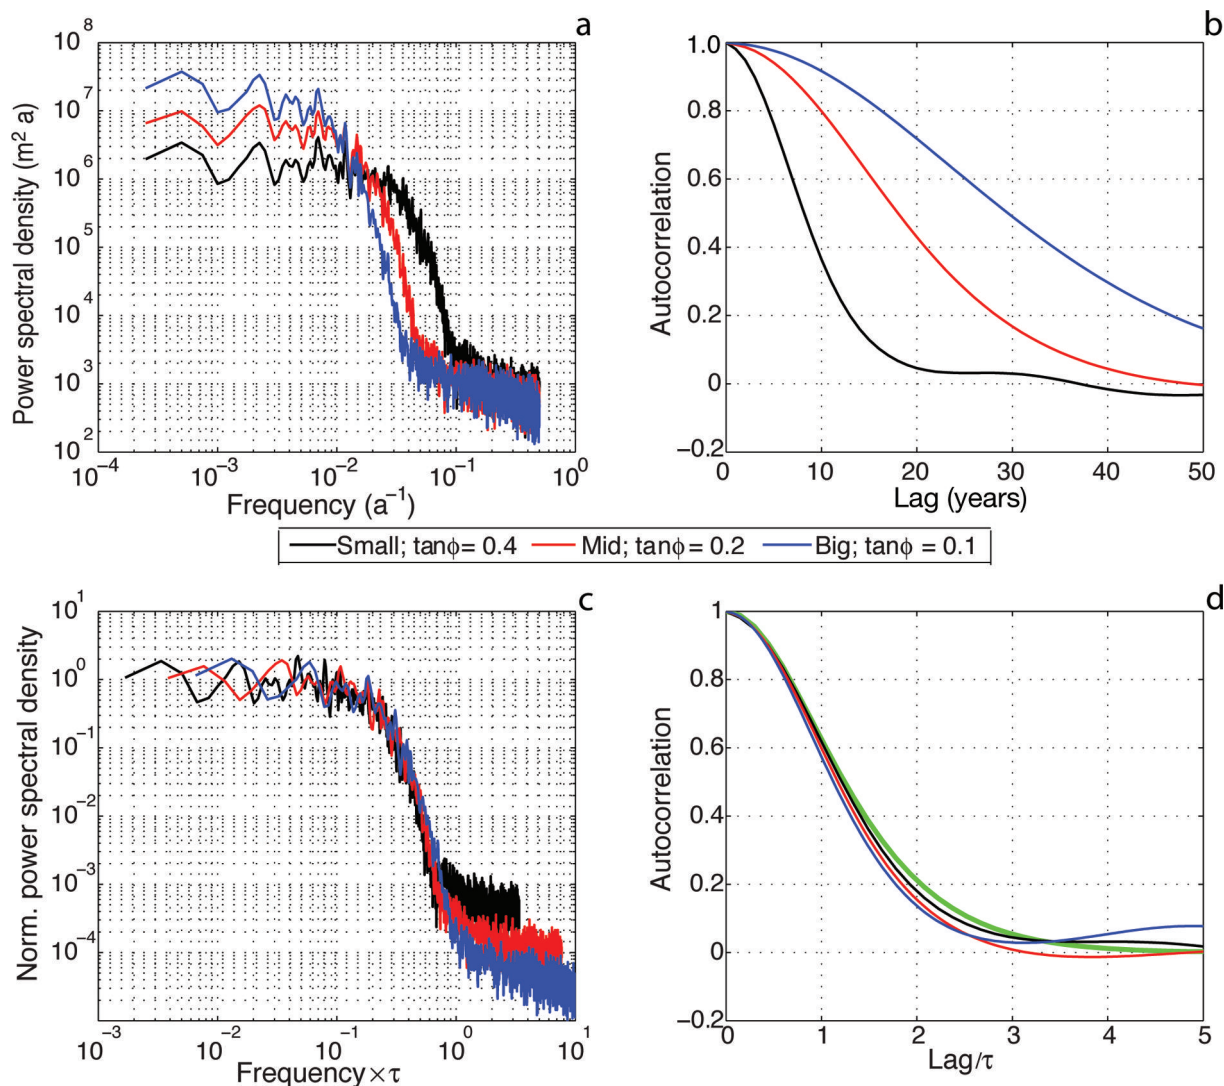 a
10^8
10^7
10^6
10^5
10^4
10^3
10^2
Power spectral density (m^2 a)
10^−4 10^−3 10^−2 10^−1 10^0
Frequency (a^−1)
b
1.0
0.8
0.6
0.4
0.2
0
−0.2
Autocorrelation
0 10 20 30 40 50
Lag (years)
Small; tanϕ= 0.4 Mid; tanϕ= 0.2 Big; tanϕ = 0.1
c
10^1
10^0
10^−1
10^−2
10^−3
10^−4
Norm. power spectral density
10^−3 10^−2 10^−1 10^0 10^1
Frequency×τ
d
1
0.8
0.6
0.4
0.2
0
−0.2
Autocorrelation
0 1 2 3 4 5
Lag/τ